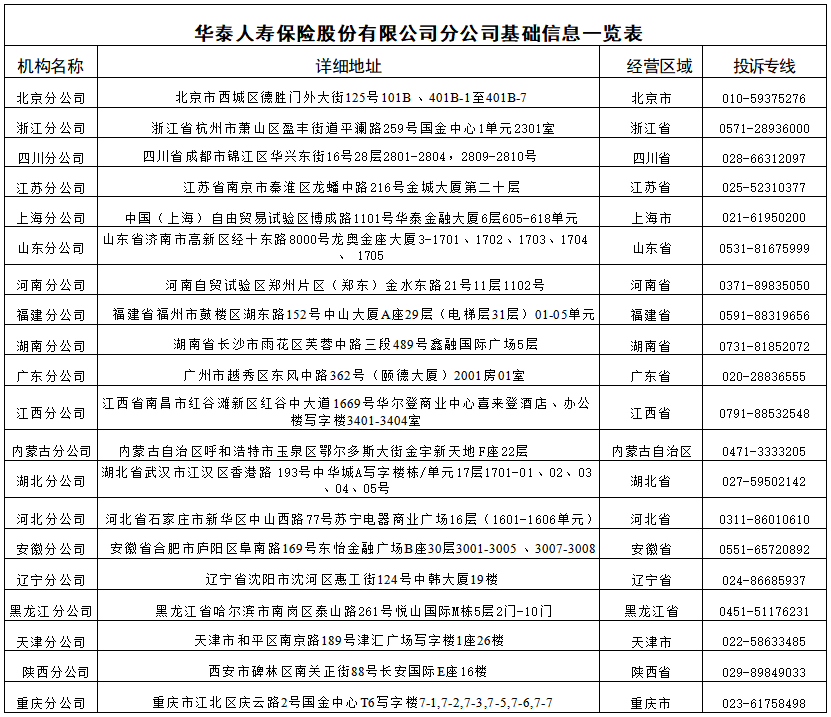 华泰人寿保险股份有限公司分公司基础信息一览表
机构名称 详细地址 经营区域 投诉专线
北京分公司 北京市西城区德胜门外大街125号101B 、401B-1至401B-7 北京市 010-59375276
浙江分公司 浙江省杭州市萧山区盈丰街道平澜路259号国金中心1单元2301室 浙江省 0571-28936000
四川分公司 四川省成都市锦江区华兴东街16号28层2801-2804，2809-2810号 四川省 028-66312097
江苏分公司 江苏省南京市秦淮区龙蟠中路216号金城大厦第二十层 江苏省 025-52310377
上海分公司 中国（上海）自由贸易试验区博成路1101号华泰金融大厦6层605-618单元 上海市 021-61950200
山东分公司 山东省济南市高新区经十东路8000号龙奥金座大厦3-1701、1702、1703、1704
、 1705 山东省 0531-81675999
河南分公司 河南自贸试验区郑州片区（郑东）金水东路21号11层1102号 河南省 0371-89835050
福建分公司 福建省福州市鼓楼区湖东路152号中山大厦A座29层（电梯层31层）01-05单元 福建省 0591-88319656
湖南分公司 湖南省长沙市雨花区芙蓉中路三段489号鑫融国际广场5层 湖南省 0731-81852072
广东分公司 广州市越秀区东风中路362号（颐德大厦）2001房01室 广东省 020-28836555
江西分公司 江西省南昌市红谷滩新区红谷中大道1669号华尔登商业中心喜来登酒店、办公
楼写字楼3401-3404室 江西省 0791-88532548
内蒙古分公司 内蒙古自治区呼和浩特市玉泉区鄂尔多斯大街金宇新天地F座22层 内蒙古自治区 0471-3333205
湖北分公司 湖北省武汉市江汉区香港路 193号中华城A写字楼栋/单元17层1701-01、02、03
、04、05号 湖北省 027-59502142
河北分公司 河北省石家庄市新华区中山西路77号苏宁电器商业广场16层（1601-1606单元） 河北省 0311-86010610
安徽分公司 安徽省合肥市庐阳区阜南路169号东怡金融广场B座30层3001-3005 、3007-3008 安徽省 0551-65720892
辽宁分公司 辽宁省沈阳市沈河区惠工街124号中韩大厦19楼 辽宁省 024-86685937
黑龙江分公司 黑龙江省哈尔滨市南岗区泰山路261号悦山国际M栋5层2门-10门 黑龙江省 0451-51176231
天津分公司 天津市和平区南京路189号津汇广场写字楼1座26楼 天津市 022-58633485
陕西分公司 西安市碑林区南关正街88号长安国际E座16楼 陕西省 029-89849033
重庆分公司 重庆市江北区庆云路2号国金中心T6写字楼7-1,7-2,7-3,7-5,7-6,7-7 重庆市 023-61758498